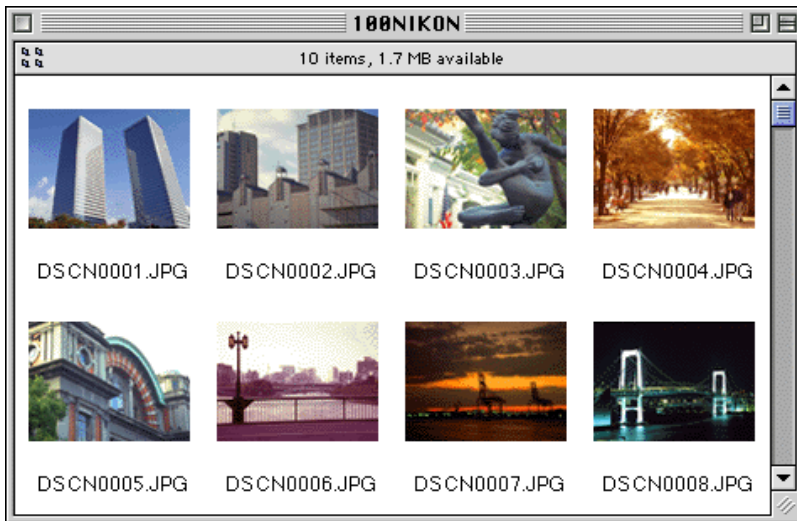 100NIKON
10 items, 1.7 MB available
DSCN0001.JPG DSCN0002.JPG DSCN0003.JPG DSCN0004.JPG
DSCN0005.JPG DSCN0006.JPG DSCN0007.JPG DSCN0008.JPG